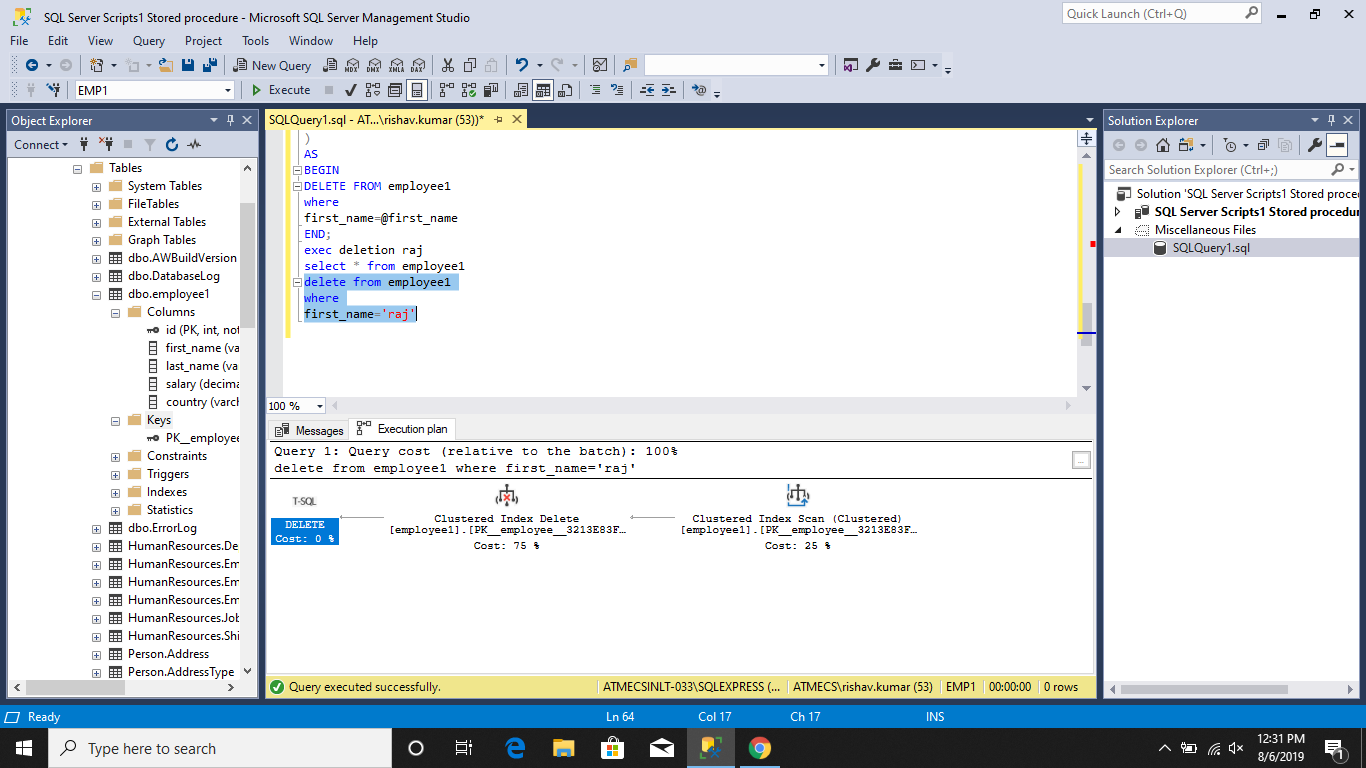 SQL Server Scripts1 Stored procedure - Microsoft SQL Server Management Studio
Quick Launch (Ctrl+Q)
File Edit View Query Project Tools Window Help
New Query
MDX DMX XMLA DAX
EMP1
Execute
Object Explorer
Connect
Tables
System Tables
FileTables
External Tables
Graph Tables
dbo.AWBuildVersion
dbo.DatabaseLog
dbo.employee1
Columns
id (PK, int, not
first_name (va
last_name (va
salary (decima
country (varch
Keys
PK__employee
Constraints
Triggers
Indexes
Statistics
dbo.ErrorLog
HumanResources.De
HumanResources.Em
HumanResources.Em
HumanResources.Em
HumanResources.Job
HumanResources.Shi
Person.Address
Person.AddressType
SQLQuery1.sql - AT...\rishav.kumar (53))*
)
AS
BEGIN
DELETE FROM employee1
where
first_name=@first_name
END;
exec deletion raj
select * from employee1
delete from employee1
where
first_name='raj'
100 %
Messages
Execution plan
Query 1: Query cost (relative to the batch): 100%
delete from employee1 where first_name='raj'
...
T-SQL
DELETE
Cost: 0 %
Clustered Index Delete
[employee1].[PK__employee__3213E83F…
Cost: 75 %
Clustered Index Scan (Clustered)
[employee1].[PK__employee__3213E83F…
Cost: 25 %
Query executed successfully.
ATMECSINLT-033\SQLEXPRESS (...
ATMECS\rishav.kumar (53)
EMP1
00:00:00
0 rows
Solution Explorer
Search Solution Explorer (Ctrl+;)
Solution 'SQL Server Scripts1 Stored proced
SQL Server Scripts1 Stored procedur
Miscellaneous Files
SQLQuery1.sql
Ready
Ln 64
Col 17
Ch 17
INS
Type here to search
12:31 PM
8/6/2019
1